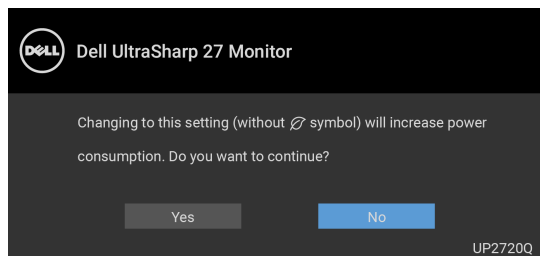 DELL Dell UltraSharp 27 Monitor
Changing to this setting (without symbol) will increase power
consumption. Do you want to continue?
Yes No
UP2720Q